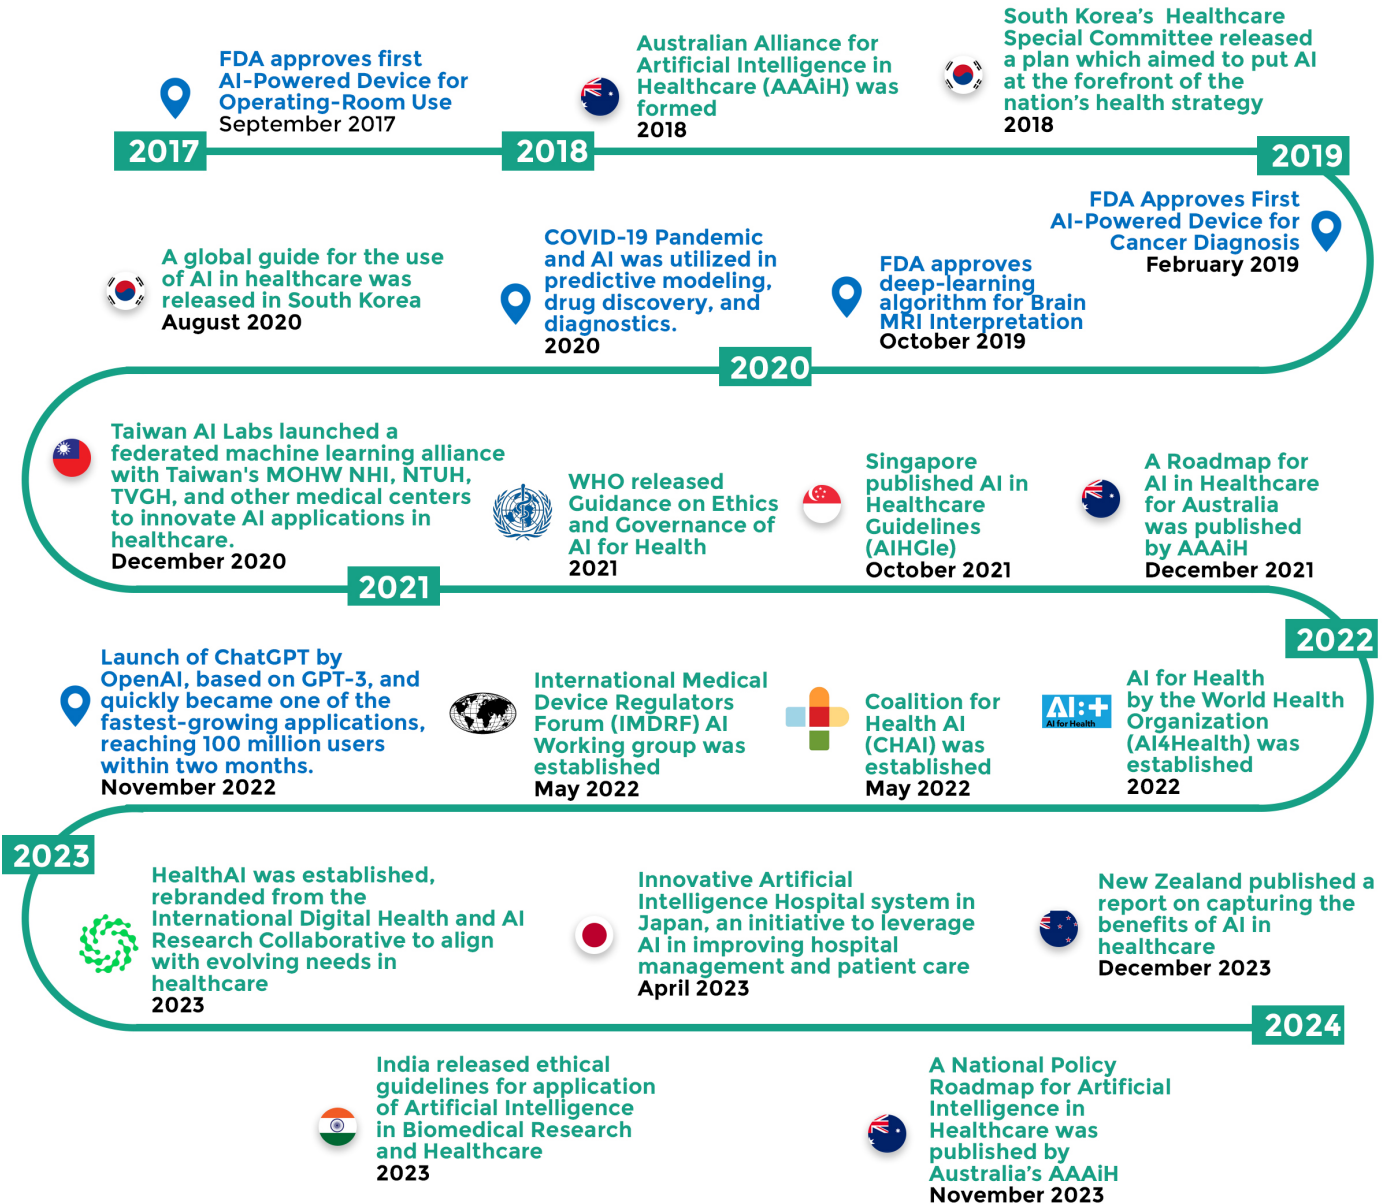 FDA approves first
AI-Powered Device for
Operating-Room Use
September 2017
Australian Alliance for
Artificial Intelligence in
Healthcare (AAAiH) was
formed
2018
South Korea's Healthcare
Special Committee released
a plan which aimed to put AI
at the forefront of the
nation's health strategy
2018
2017
2018
2019
FDA Approves First
AI-Powered Device for
Cancer Diagnosis
February 2019
FDA approves
deep-learning
algorithm for Brain
MRI Interpretation
October 2019
COVID-19 Pandemic
and AI was utilized in
predictive modeling,
drug discovery, and
diagnostics.
2020
A global guide for the use
of AI in healthcare was
released in South Korea
August 2020
2020
Taiwan AI Labs launched a
federated machine learning alliance
with Taiwan's MOHW NHI, NTUH,
TVGH, and other medical centers
to innovate AI applications in
healthcare.
December 2020
WHO released
Guidance on Ethics
and Governance of
AI for Health
2021
Singapore
published AI in
Healthcare
Guidelines
(AIHGle)
October 2021
A Roadmap for
AI in Healthcare
for Australia
was published
by AAAiH
December 2021
2021
2022
AI for Health
by the World Health
Organization
(AI4Health) was
established
2022
AI:+
AI for Health
Coalition for
Health AI
(CHAI) was
established
May 2022
International Medical
Device Regulators
Forum (IMDRF) AI
Working group was
established
May 2022
Launch of ChatGPT by
OpenAI, based on GPT-3, and
quickly became one of the
fastest-growing applications,
reaching 100 million users
within two months.
November 2022
2023
HealthAI was established,
rebranded from the
International Digital Health and AI
Research Collaborative to align
with evolving needs in
healthcare
2023
Innovative Artificial
Intelligence Hospital system in
Japan, an initiative to leverage
AI in improving hospital
management and patient care
April 2023
New Zealand published a
report on capturing the
benefits of AI in
healthcare
December 2023
2024
India released ethical
guidelines for application
of Artificial Intelligence
in Biomedical Research
and Healthcare
2023
A National Policy
Roadmap for Artificial
Intelligence in
Healthcare was
published by
Australia's AAAiH
November 2023